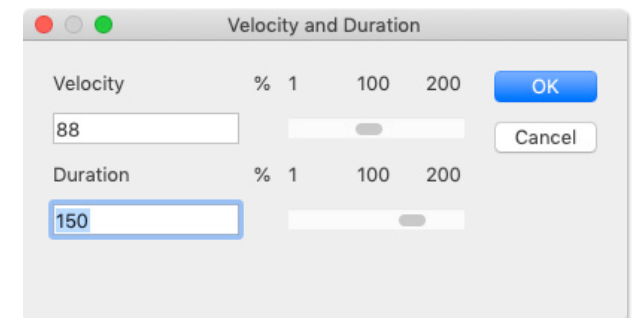 Velocity and Duration
Velocity % 1 100 200 OK
88 Cancel
Duration % 1 100 200
150